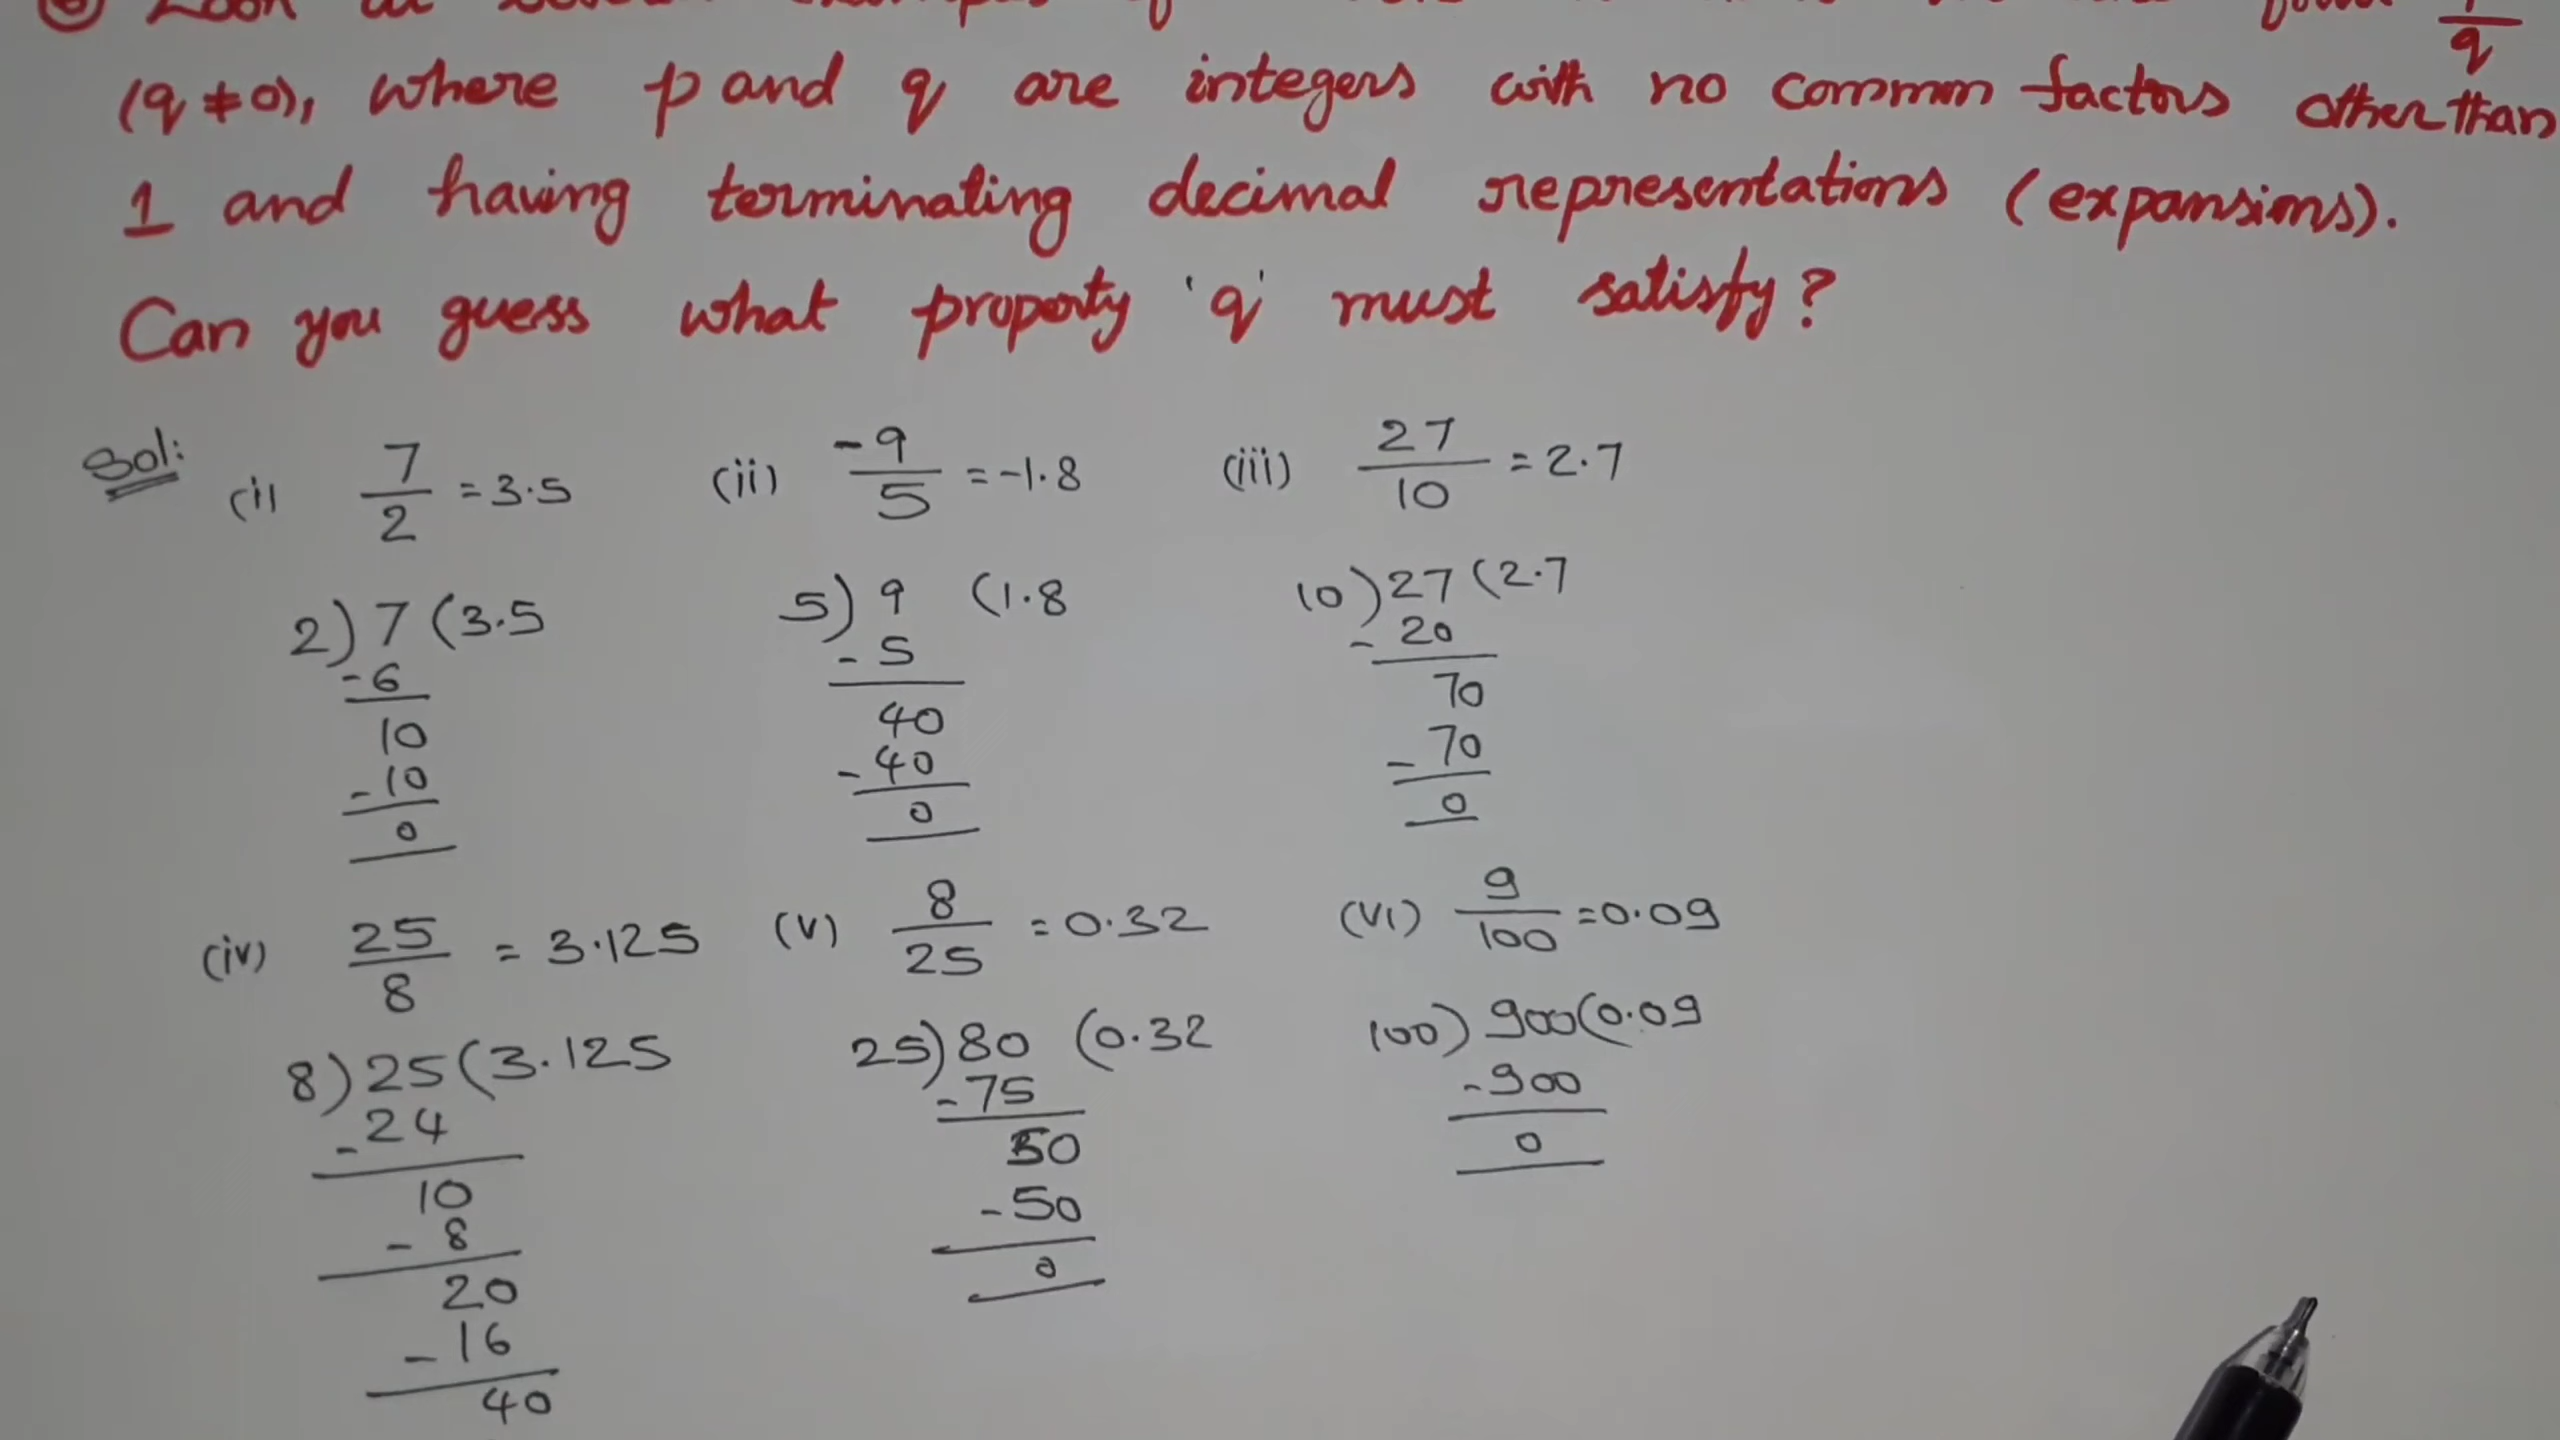 (q ≠ 0), where p and q are integers with no common factors other than
1 and having terminating decimal representations (expansions).
Can you guess what property 'q' must satisfy?
Sol: (i) 7/2 = 3.5 (ii) -9/5 = -1.8 (iii) 27/10 = 2.7
2) 7 (3.5
-6
10
-10
0
5) 9 (1.8
-5
40
-40
0
10) 27 (2.7
-20
70
-70
0
(iv) 25/8 = 3.125 (v) 8/25 = 0.32 (vi) 9/100 = 0.09
8) 25 (3.125
-24
10
-8
20
-16
40
25) 80 (0.32
-75
50
-50
0
100) 900 (0.09
-900
0